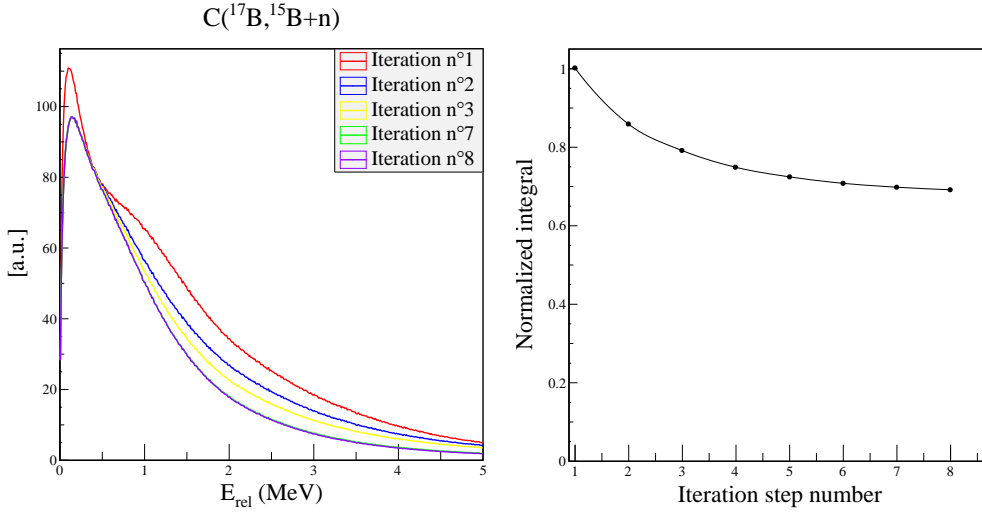 C(¹⁷B,¹⁵B+n)
Iteration n°1
Iteration n°2
Iteration n°3
Iteration n°7
Iteration n°8
[a.u.]
100
80
60
40
20
0
0 1 2 3 4 5
E_rel (MeV)
Normalized integral
1
0.8
0.6
0.4
0.2
0
1 2 3 4 5 6 7 8
Iteration step number